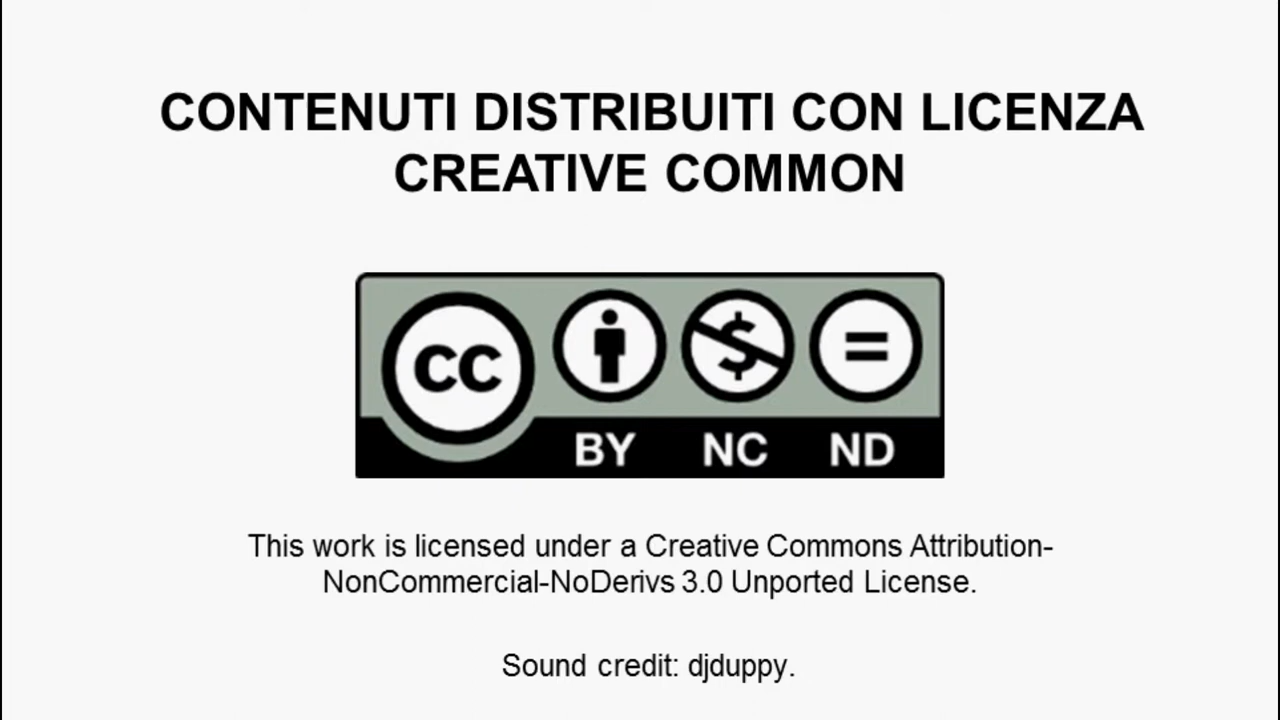 CONTENUTI DISTRIBUITI CON LICENZA
CREATIVE COMMON
CC
BY NC ND
This work is licensed under a Creative Commons Attribution-
NonCommercial-NoDerivs 3.0 Unported License.
Sound credit: djduppy.